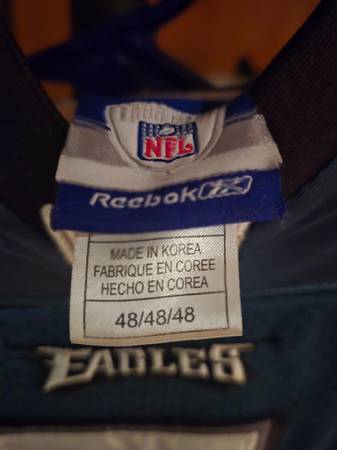 NFL
Reebok
MADE IN KOREA
FABRIQUE EN COREE
HECHO EN COREA
48/48/48
EAGLES